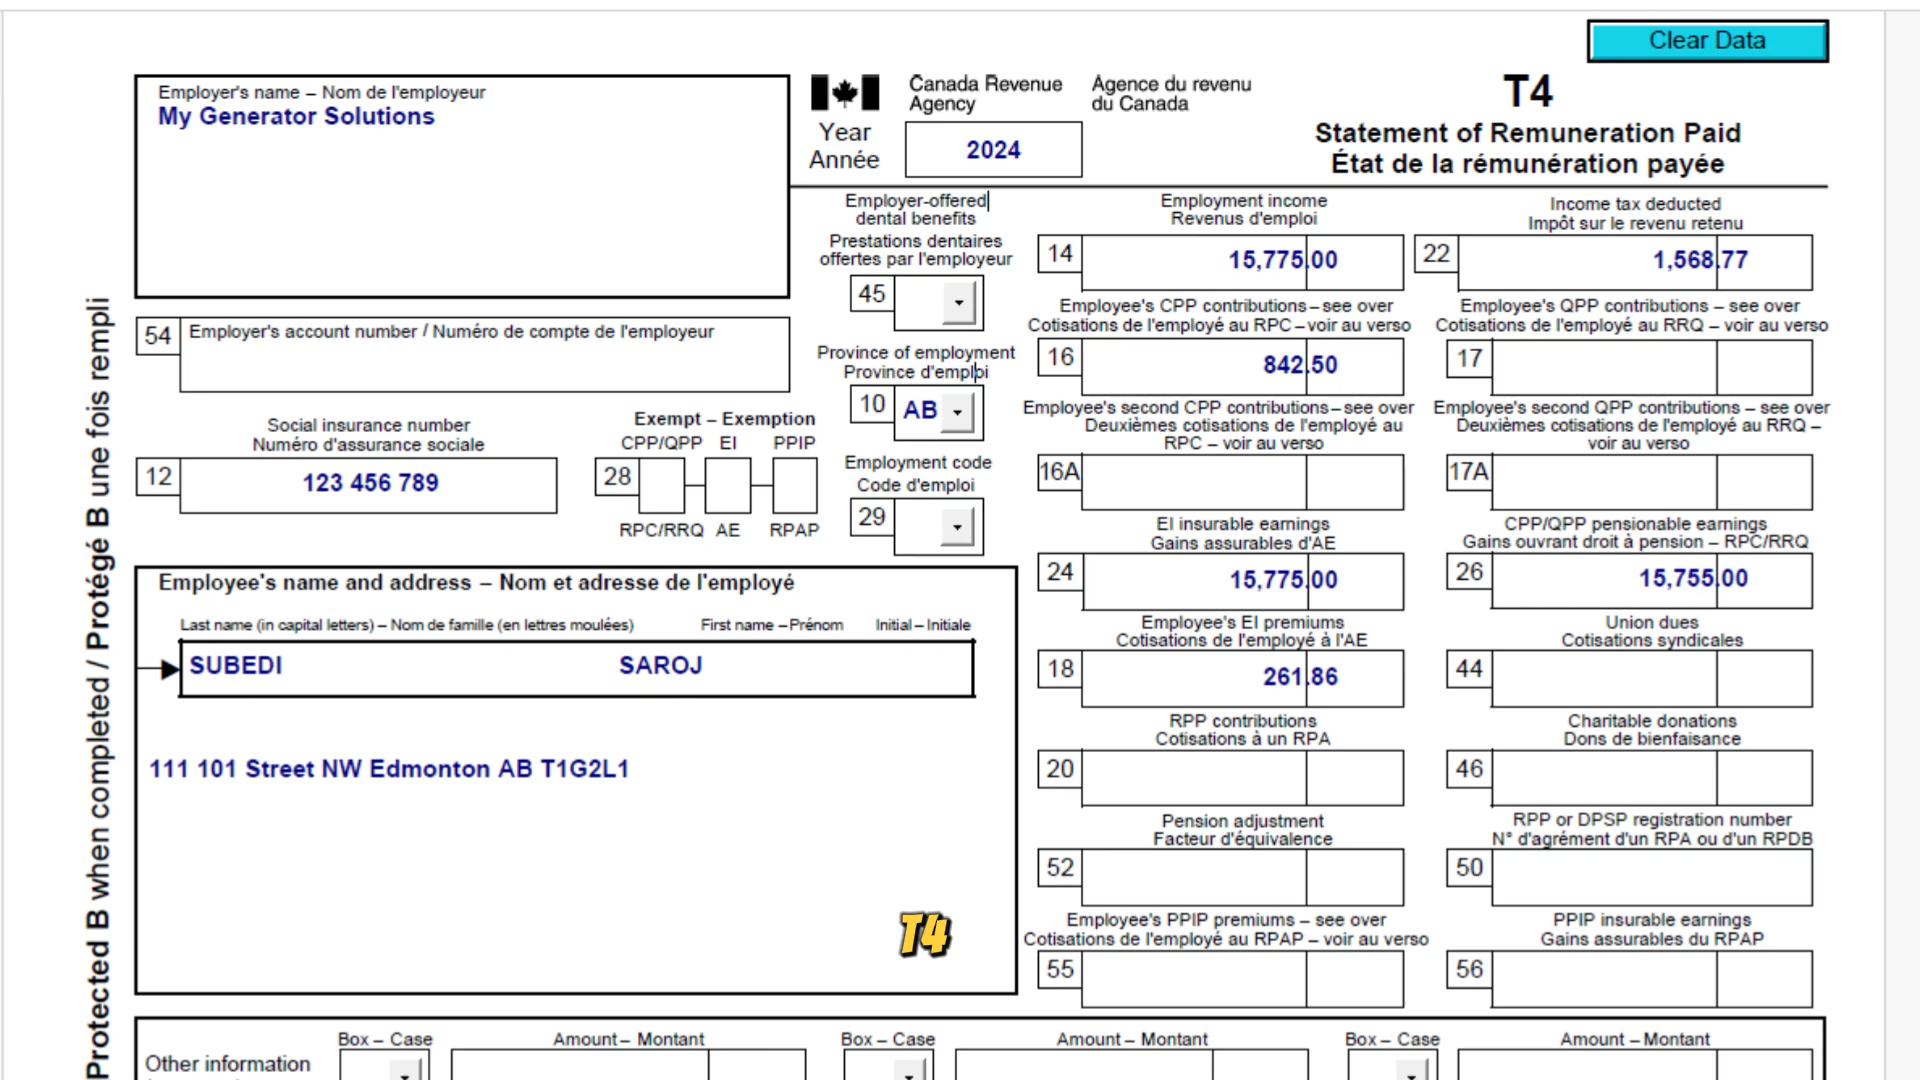 Clear Data
Employer's name – Nom de l'employeur
My Generator Solutions
Canada Revenue
Agency
Agence du revenu
du Canada
Year
Année
2024
T4
Statement of Remuneration Paid
État de la rémunération payée
Employer-offered
dental benefits
Prestations dentaires
offertes par l'employeur
45
Employment income
Revenus d'emploi
14
15,775.00
Income tax deducted
Impôt sur le revenu retenu
22
1,568.77
54
Employer's account number / Numéro de compte de l'employeur
Province of employment
Province d'emploi
10
AB
Employee's CPP contributions – see over
Cotisations de l'employé au RPC – voir au verso
16
842.50
Employee's QPP contributions – see over
Cotisations de l'employé au RRQ – voir au verso
17
Social insurance number
Numéro d'assurance sociale
12
123 456 789
Exempt – Exemption
CPP/QPP EI PPIP
28
RPC/RRQ AE RPAP
Employment code
Code d'emploi
29
Employee's second CPP contributions – see over
Deuxièmes cotisations de l'employé au
RPC – voir au verso
16A
Employee's second QPP contributions – see over
Deuxièmes cotisations de l'employé au RRQ –
voir au verso
17A
EI insurable earnings
Gains assurables d'AE
24
15,775.00
CPP/QPP pensionable earnings
Gains ouvrant droit à pension – RPC/RRQ
26
15,755.00
Employee's name and address – Nom et adresse de l'employé
Last name (in capital letters) – Nom de famille (en lettres moulées)
First name – Prénom
Initial – Initiale
SUBEDI
SAROJ
111 101 Street NW Edmonton AB T1G2L1
T4
Employee's EI premiums
Cotisations de l'employé à l'AE
18
261.86
Union dues
Cotisations syndicales
44
RPP contributions
Cotisations à un RPA
20
Charitable donations
Dons de bienfaisance
46
Pension adjustment
Facteur d'équivalence
52
RPP or DPSP registration number
N° d'agrément d'un RPA ou d'un RPDB
50
Employee's PPIP premiums – see over
Cotisations de l'employé au RPAP – voir au verso
55
PPIP insurable earnings
Gains assurables du RPAP
56
Protected B when completed / Protégé B une fois rempli
Other information
Box – Case
Amount – Montant
Box – Case
Amount – Montant
Box – Case
Amount – Montant